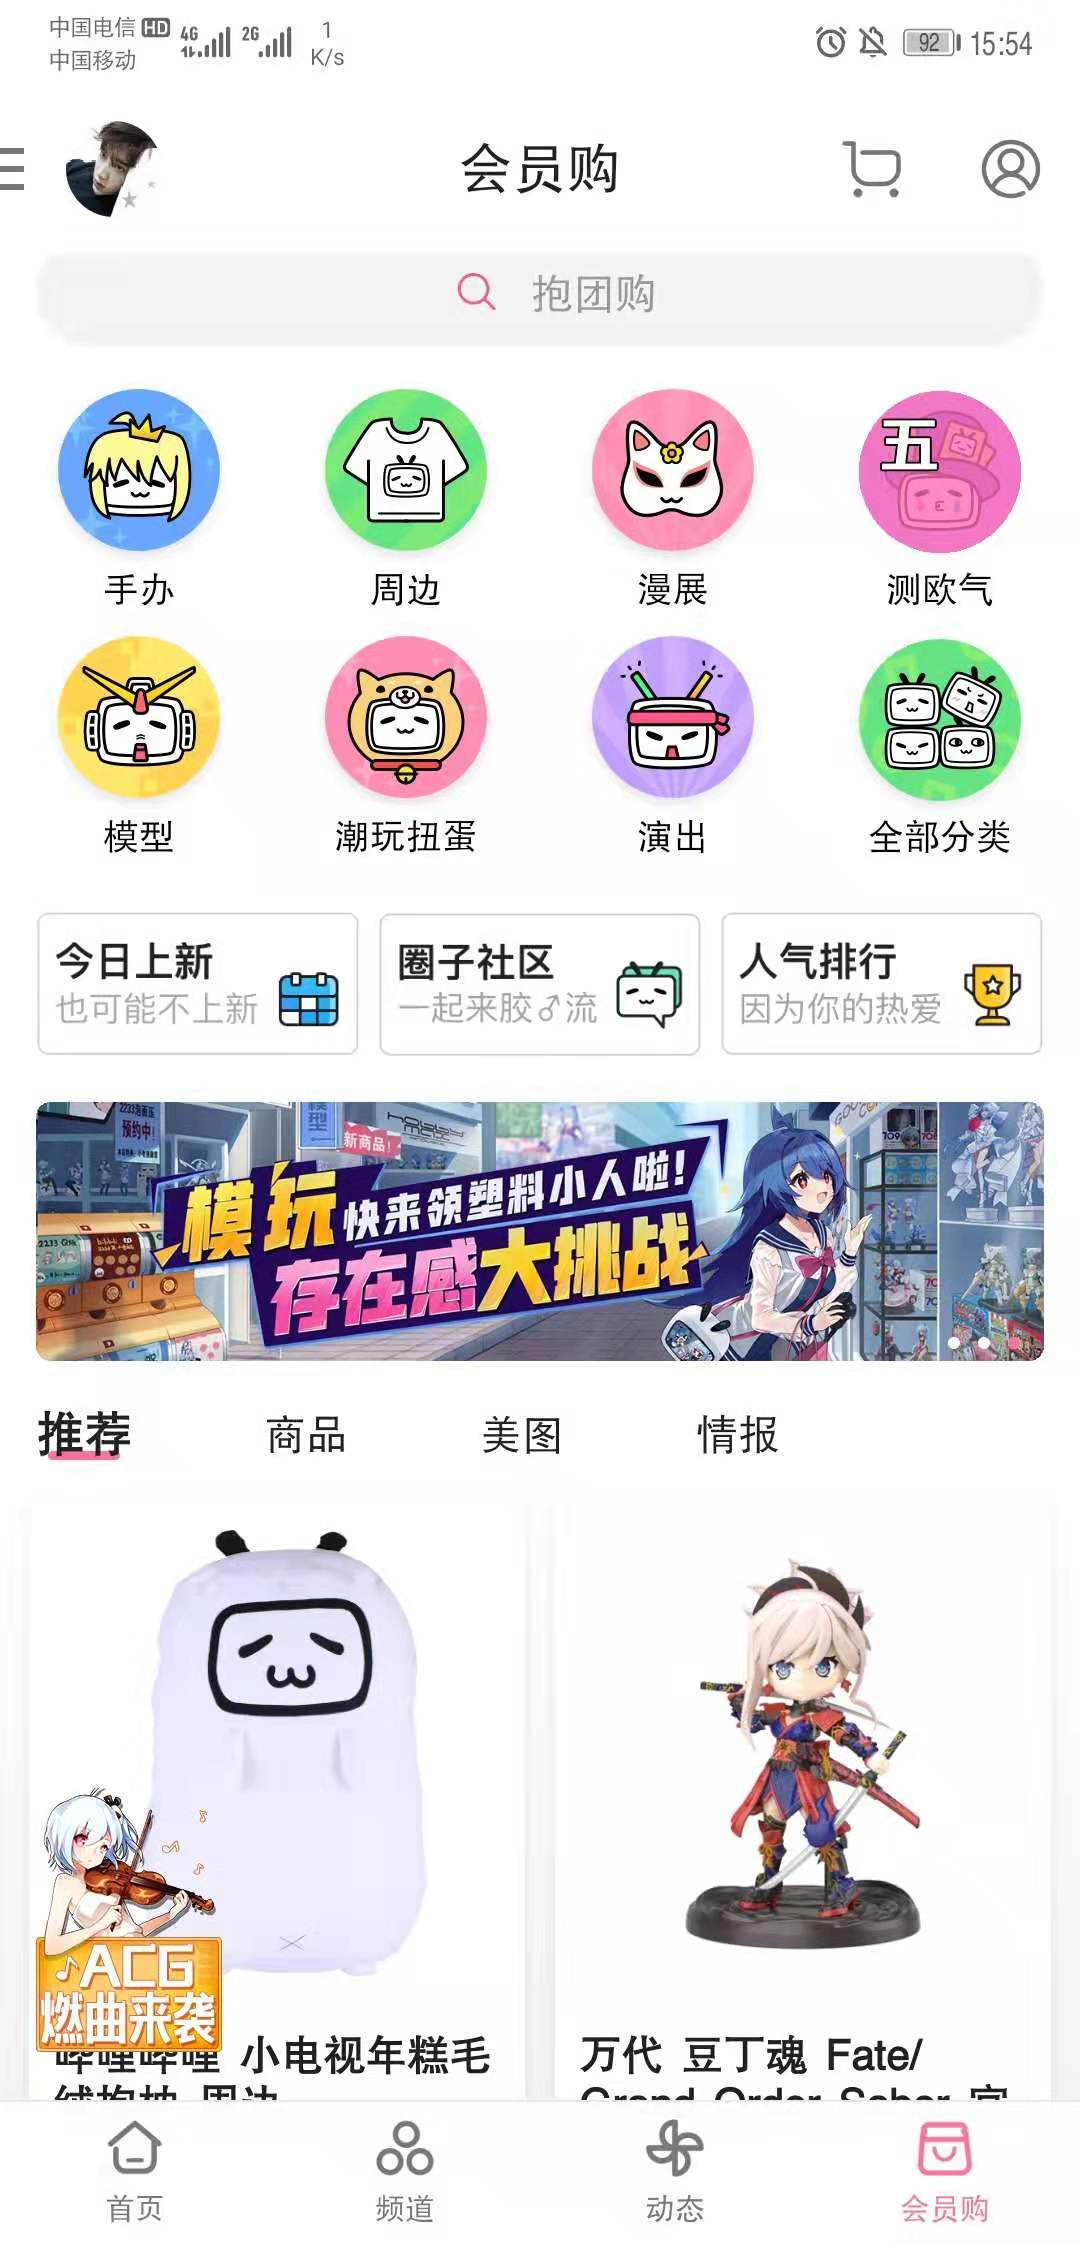 中国电信 HD 4G 2G 1
中国移动 K/s
92 15:54
会员购
抱团购
五
手办 周边 漫展 测欧气
模型 潮玩扭蛋 演出 全部分类
今日上新 圈子社区 人气排行
也可能不上新 一起来胶♂流 因为你的热爱
预约中!
模型
新商品!
模玩 快来领塑料小人啦!
存在感大挑战
推荐 商品 美图 情报
ACG
燃曲来袭
哔哩哔哩 小电视年糕毛
绒抱枕 周边
万代 豆丁魂 Fate/
Grand Order Saber 宫
首页 频道 动态 会员购